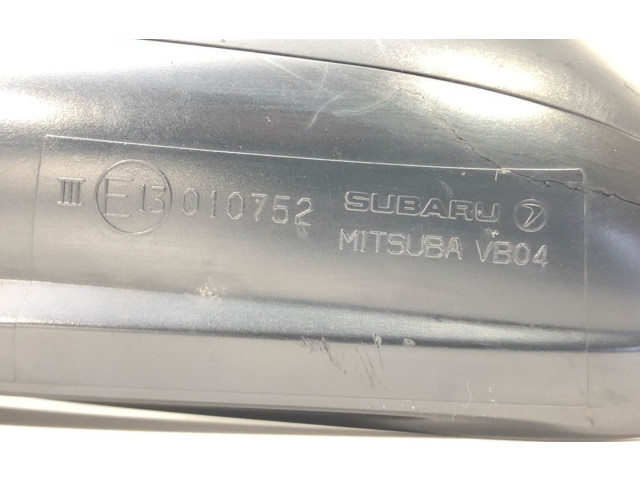 III E13 010752 SUBARU 7
MITSUBA VB04